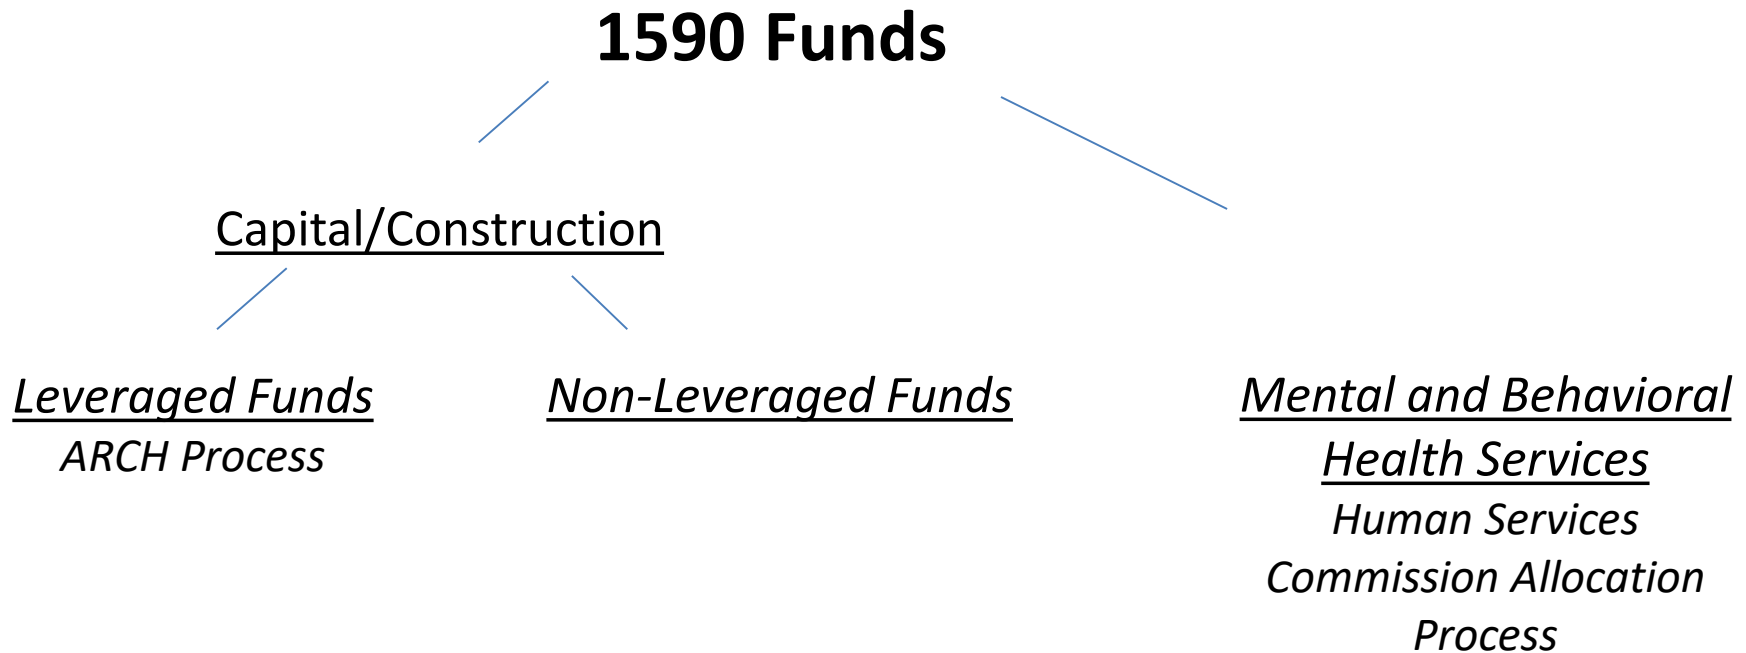 1590 Funds
Capital/Construction
Leveraged Funds
ARCH Process
Non-Leveraged Funds
Mental and Behavioral
Health Services
Human Services
Commission Allocation
Process